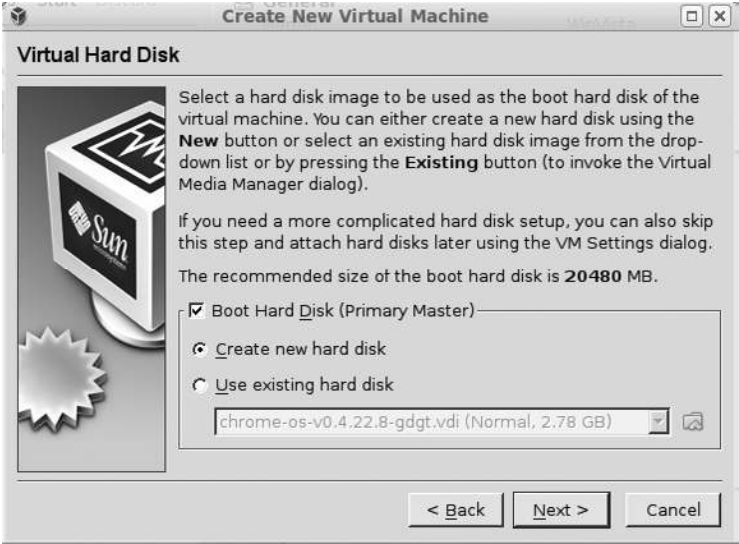 Create New Virtual Machine
Virtual Hard Disk
Select a hard disk image to be used as the boot hard disk of the
virtual machine. You can either create a new hard disk using the
New button or select an existing hard disk image from the drop-
down list or by pressing the Existing button (to invoke the Virtual
Media Manager dialog).
If you need a more complicated hard disk setup, you can also skip
this step and attach hard disks later using the VM Settings dialog.
The recommended size of the boot hard disk is 20480 MB.
Boot Hard Disk (Primary Master)
Create new hard disk
Use existing hard disk
chrome-os-v0.4.22.8-gdgt.vdi (Normal, 2.78 GB)
Sun
< Back
Next >
Cancel